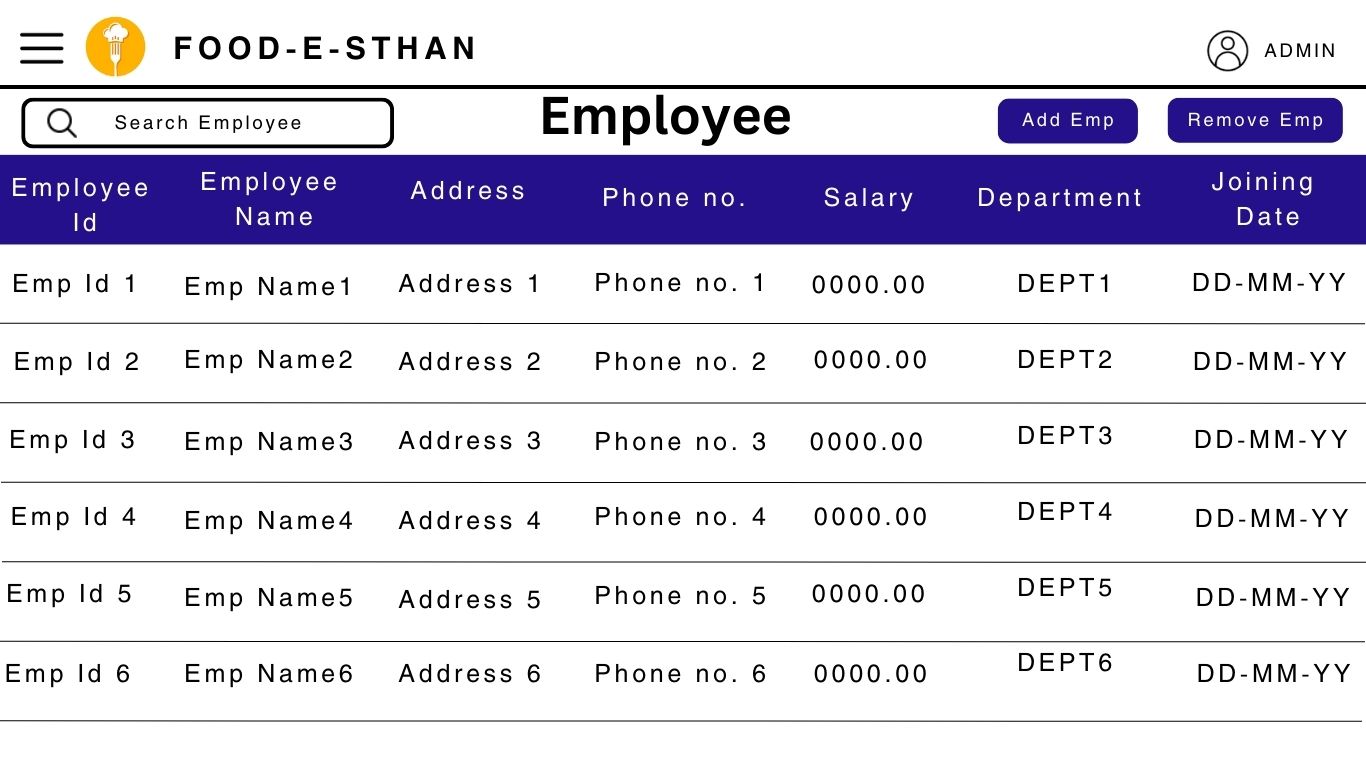 FOOD-E-STHAN
ADMIN
Search Employee
Employee
Add Emp
Remove Emp
Employee Id
Employee Name
Address
Phone no.
Salary
Department
Joining Date
Emp Id 1 Emp Name1 Address 1 Phone no. 1 0000.00 DEPT1 DD-MM-YY
Emp Id 2 Emp Name2 Address 2 Phone no. 2 0000.00 DEPT2 DD-MM-YY
Emp Id 3 Emp Name3 Address 3 Phone no. 3 0000.00 DEPT3 DD-MM-YY
Emp Id 4 Emp Name4 Address 4 Phone no. 4 0000.00 DEPT4 DD-MM-YY
Emp Id 5 Emp Name5 Address 5 Phone no. 5 0000.00 DEPT5 DD-MM-YY
Emp Id 6 Emp Name6 Address 6 Phone no. 6 0000.00 DEPT6 DD-MM-YY